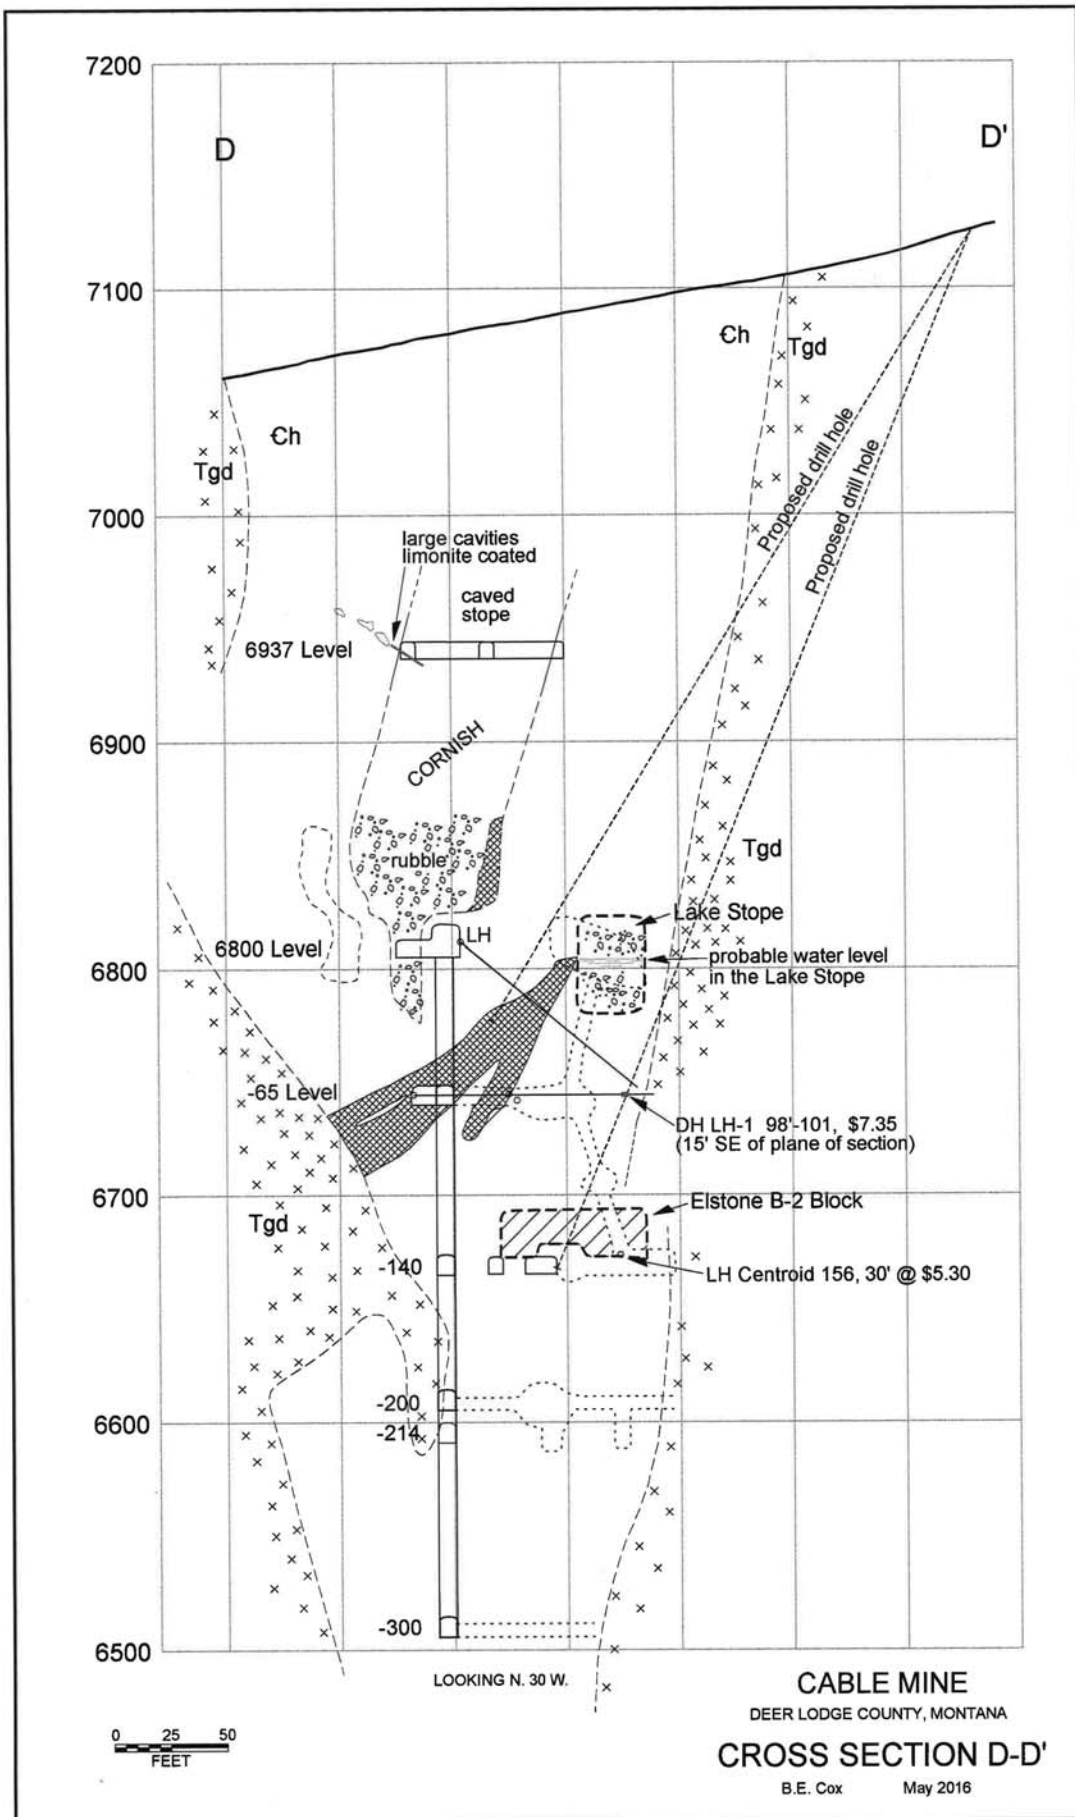 7200
D
D'
7100
Ꞓh
Tgd
Ꞓh
Tgd
7000
Proposed drill hole
Proposed drill hole
large cavities
limonite coated
caved
stope
6937 Level
6900
CORNISH
rubble
Tgd
Lake Stope
LH
6800 Level
probable water level
in the Lake Stope
6800
-65 Level
DH LH-1 98'-101, $7.35
(15' SE of plane of section)
6700
Elstone B-2 Block
Tgd
-140
LH Centroid 156, 30' @ $5.30
-200
6600
-214
-300
6500
LOOKING N. 30 W.
CABLE MINE
DEER LODGE COUNTY, MONTANA
0 25 50
FEET
CROSS SECTION D-D'
B.E. Cox May 2016